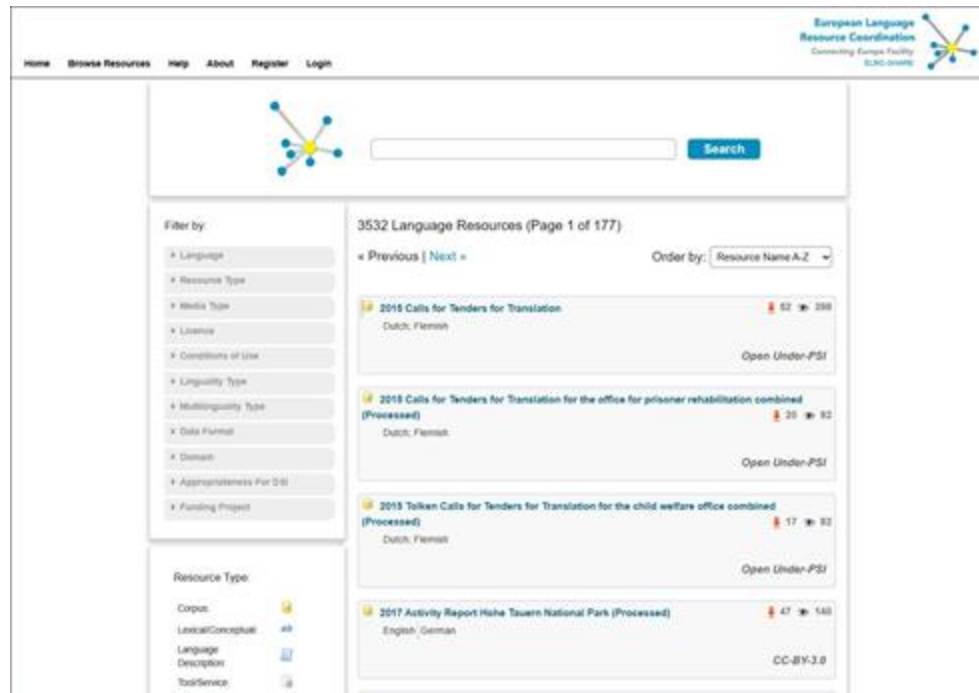 European Language
Resource Coordination
Connecting Europe Facility
ELRC-SHARE
Home Browse Resources Help About Register Login
Search
Filter by:
Language
Resource Type
Media Type
Licence
Conditions of Use
Linguality Type
Multilinguality Type
Data Format
Domain
Appropriateness For DSI
Funding Project
Resource Type:
Corpus:
Lexical/Conceptual:
Language
Description:
Tool/Service:
3532 Language Resources (Page 1 of 177)
« Previous | Next »
Order by: Resource Name A-Z
2015 Calls for Tenders for Translation
52 398
Dutch; Flemish
Open Under-PSI
2015 Calls for Tenders for Translation for the office for prisoner rehabilitation combined
(Processed) 20 92
Dutch; Flemish
Open Under-PSI
2015 Tolken Calls for Tenders for Translation for the child welfare office combined
(Processed) 17 82
Dutch; Flemish
Open Under-PSI
2017 Activity Report Hohe Tauern National Park (Processed) 47 140
English; German
CC-BY-3.0